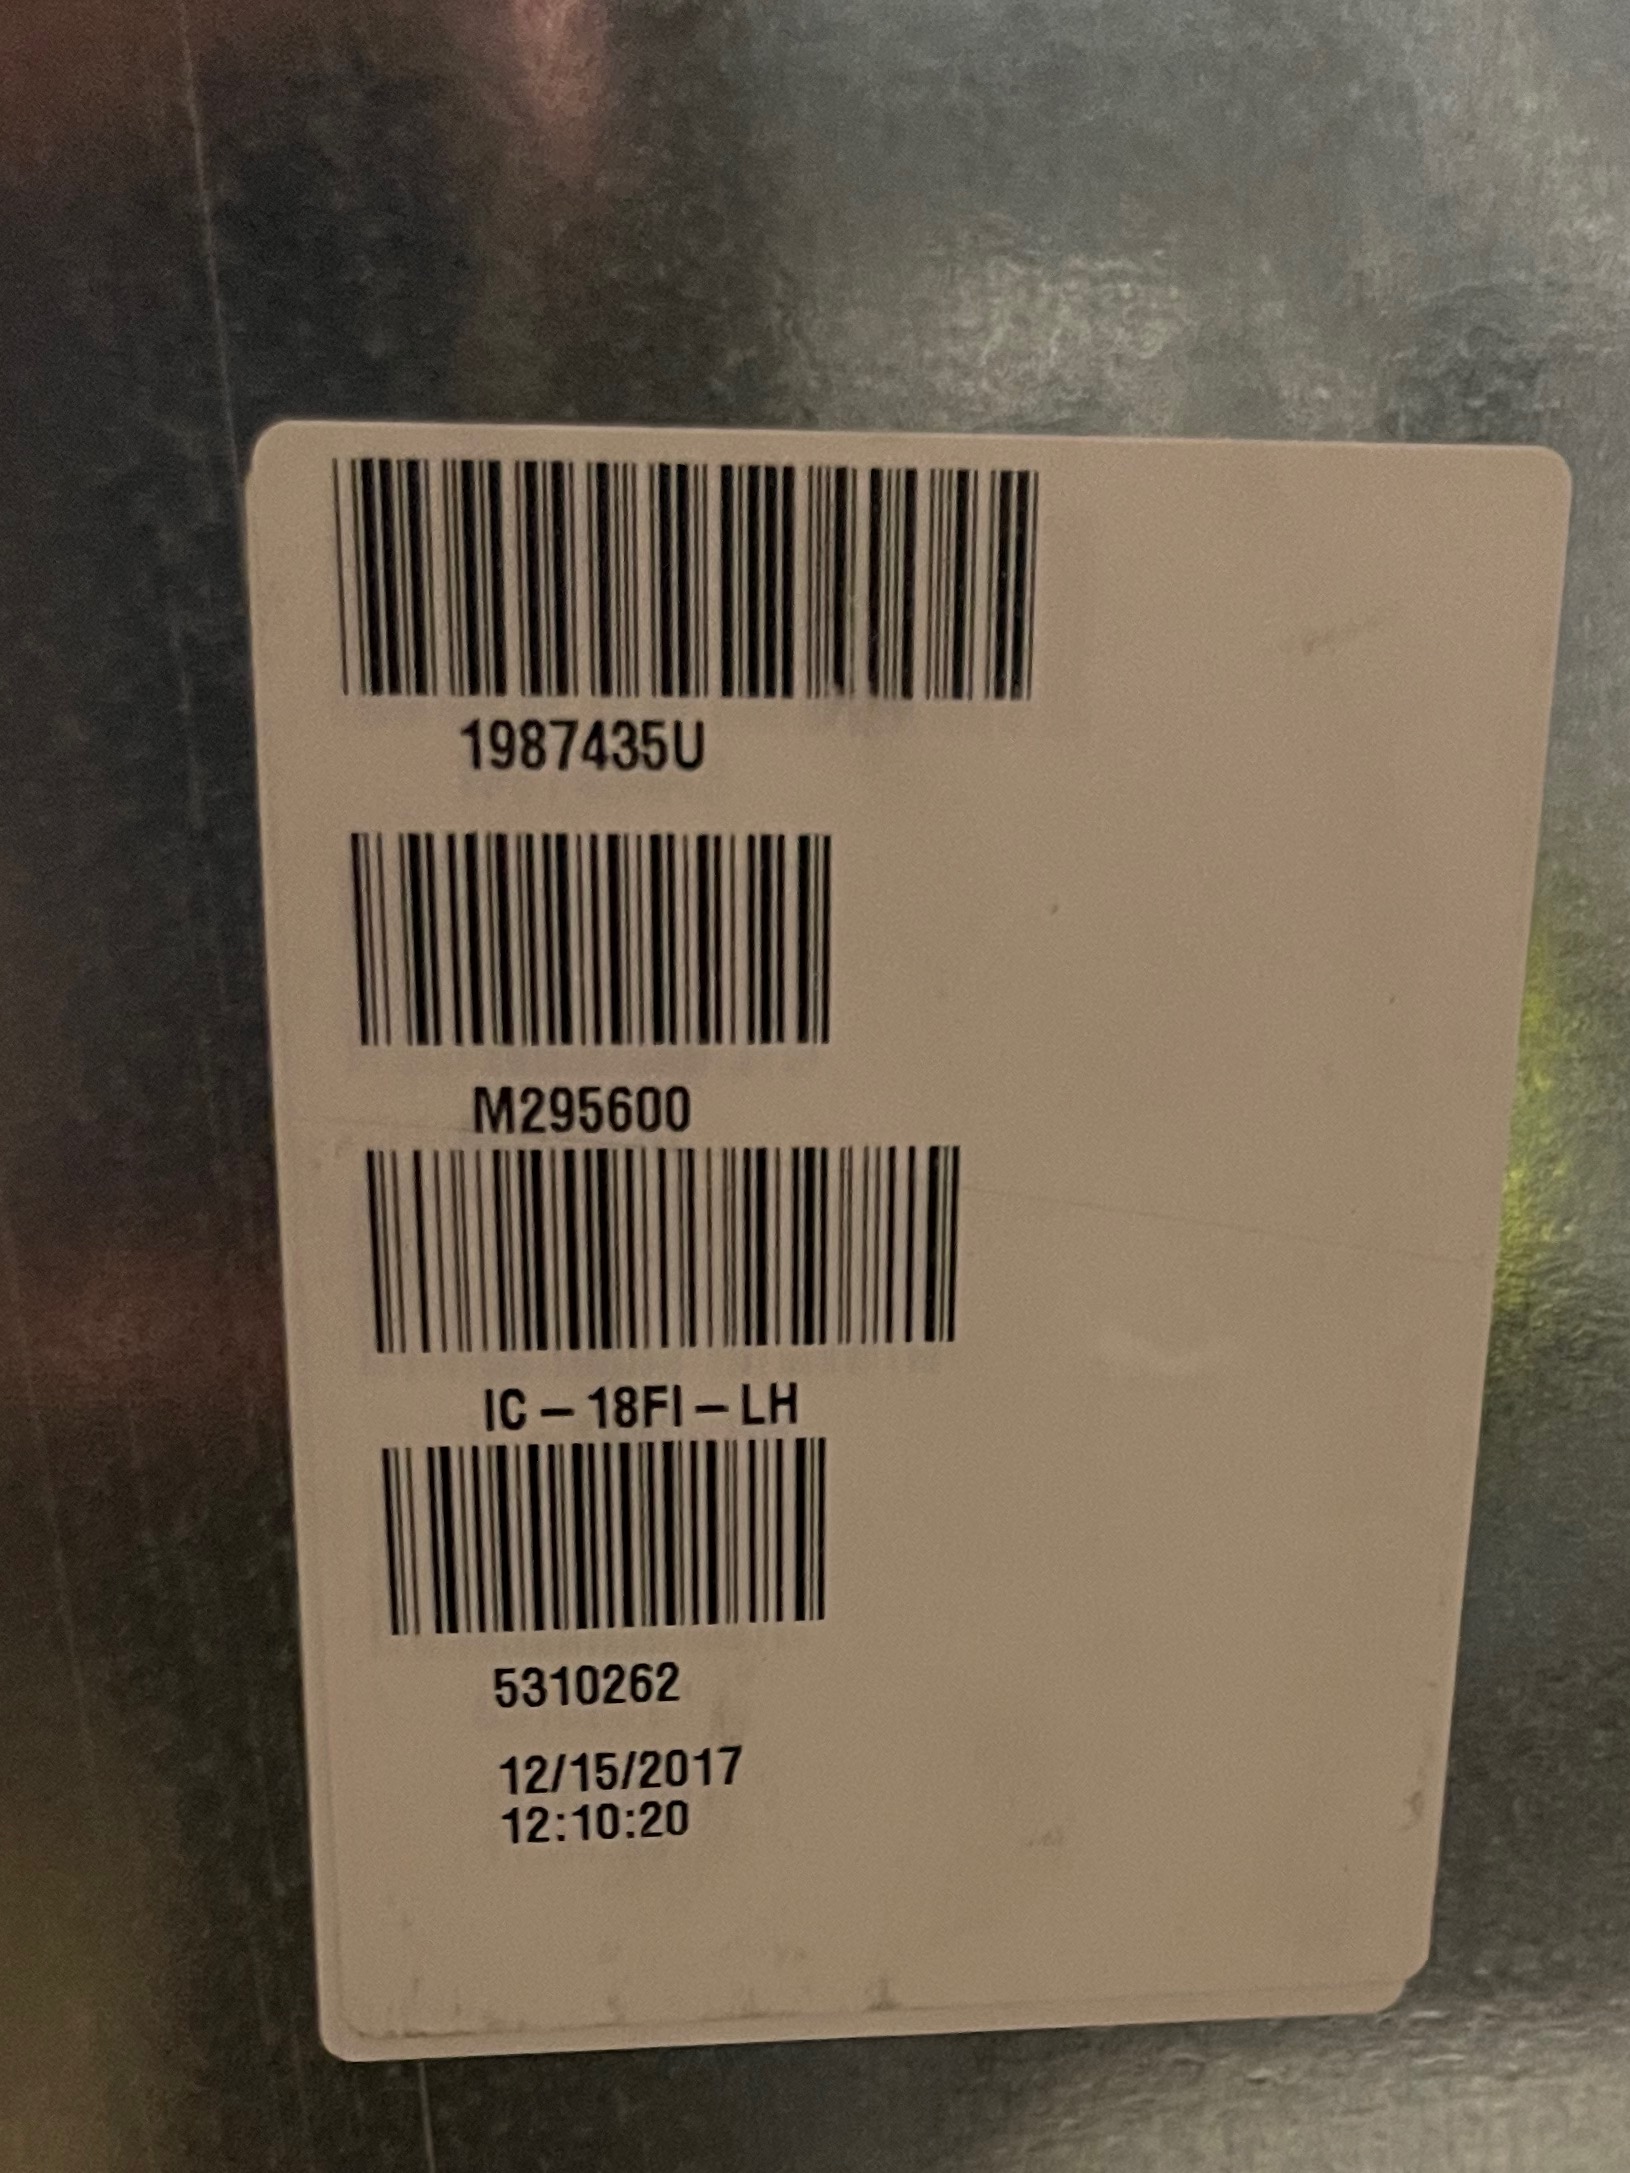 1987435U
M295600
IC – 18FI – LH
5310262
12/15/2017
12:10:20